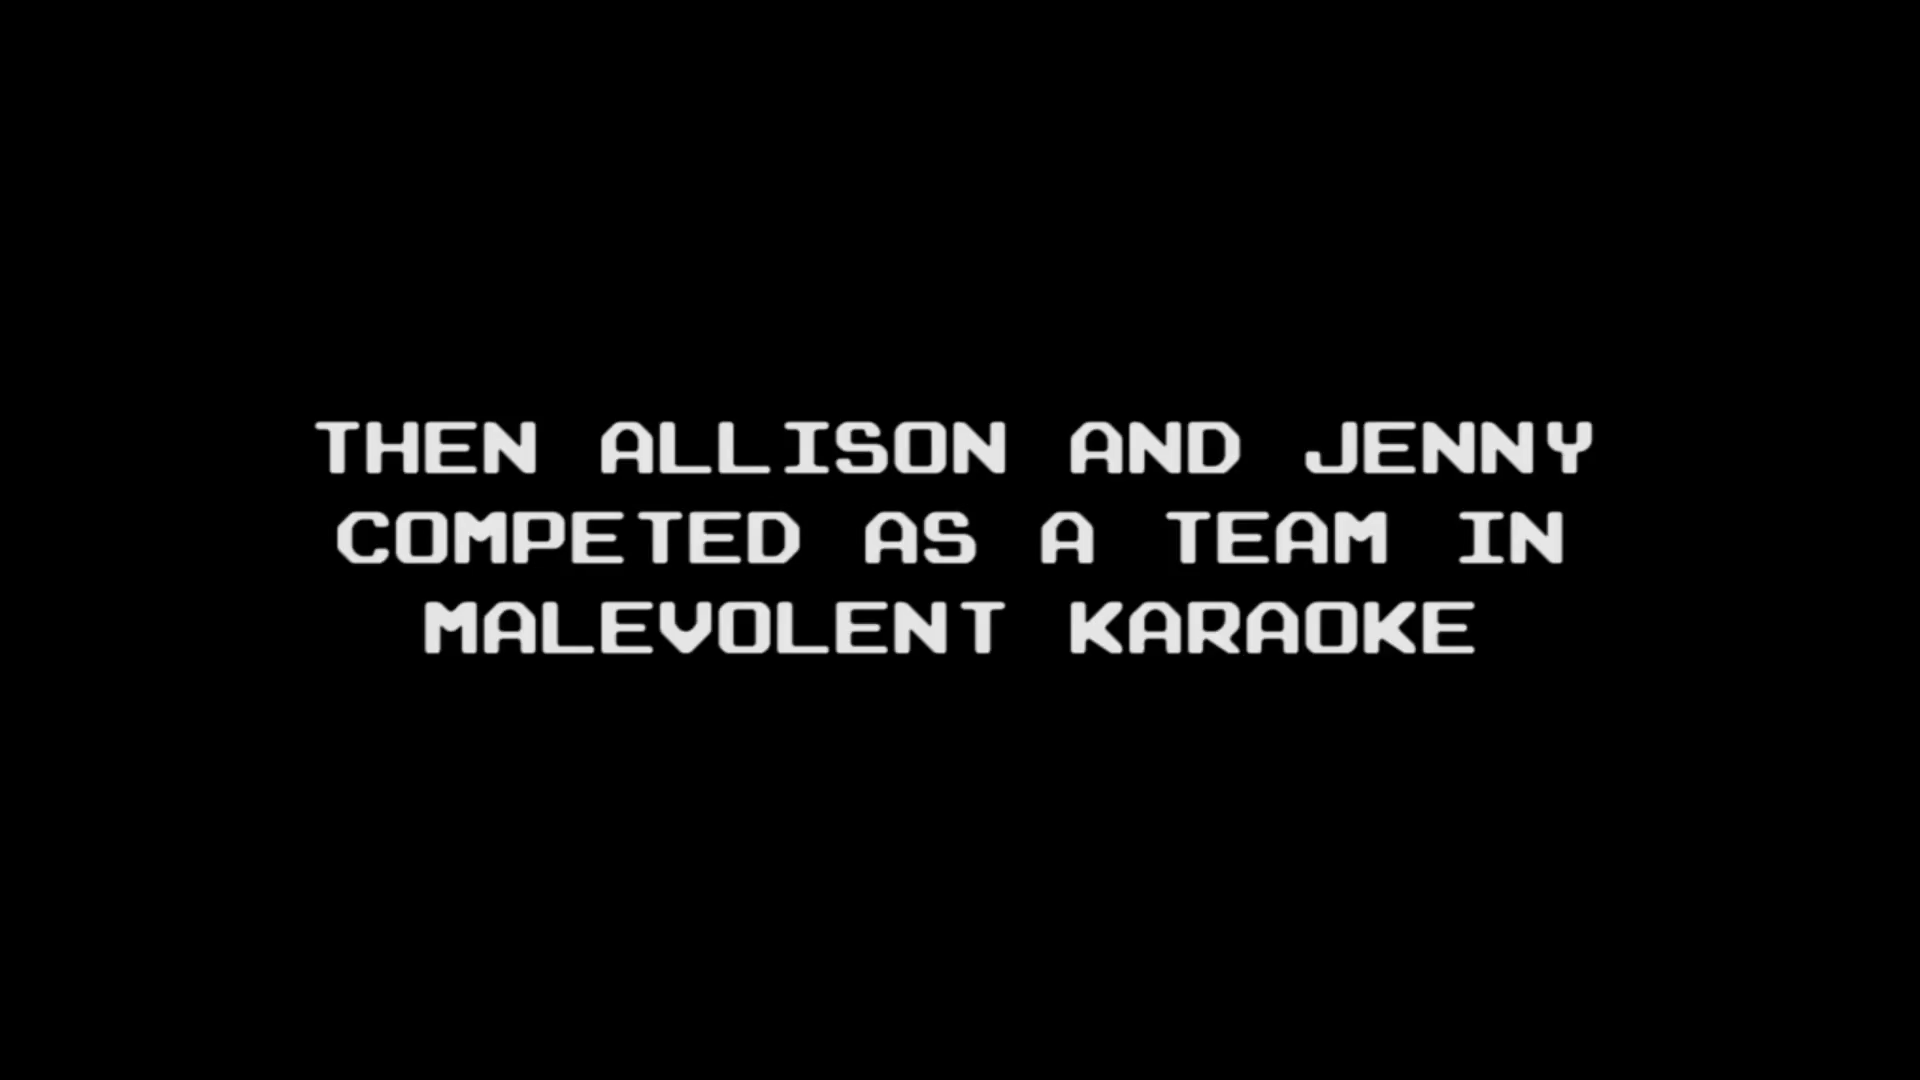 THEN ALLISON AND JENNY
COMPETED AS A TEAM IN
MALEVOLENT KARAOKE